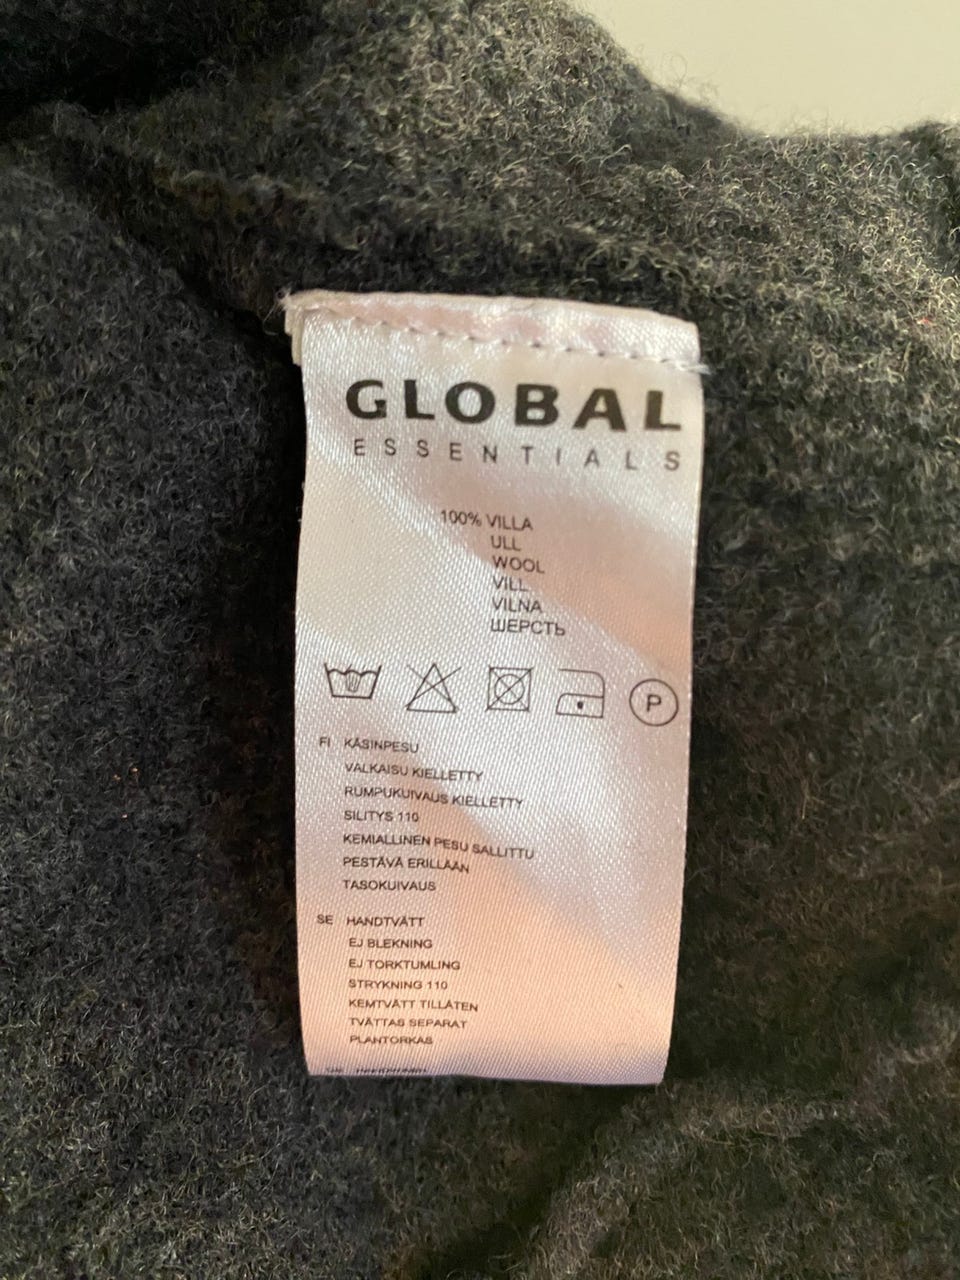 GLOBAL
ESSENTIALS
100% VILLA
ULL
WOOL
VILL
VILNA
ШЕРСТЬ
P
FI KÄSINPESU
VALKAISU KIELLETTY
RUMPUKUIVAUS KIELLETTY
SILITYS 110
KEMIALLINEN PESU SALLITTU
PESTÄVÄ ERILLÄÄN
TASOKUIVAUS
SE HANDTVÄTT
EJ BLEKNING
EJ TORKTUMLING
STRYKNING 110
KEMTVÄTT TILLÅTEN
TVÄTTAS SEPARAT
PLANTORKAS